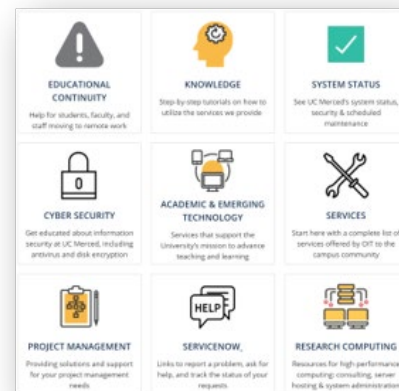 EDUCATIONAL
CONTINUITY
Help for students, faculty, and
staff moving to remote work
KNOWLEDGE
Step-by-step tutorials on how to
utilize the services we provide
SYSTEM STATUS
See UC Merced's system status,
security & scheduled
maintenance
CYBER SECURITY
Get educated about information
security at UC Merced, including
antivirus and disk encryption
ACADEMIC & EMERGING
TECHNOLOGY
Services that support the
University's mission to advance
teaching and learning
SERVICES
Start here with a complete list of
services offered by OIT to the
campus community
PROJECT MANAGEMENT
Providing solutions and support
for your project management
needs
HELP
SERVICENOW
Links to report a problem, ask for
help, and track the status of your
requests
RESEARCH COMPUTING
Resources for high-performance
computing: consulting, server
hosting & system administration